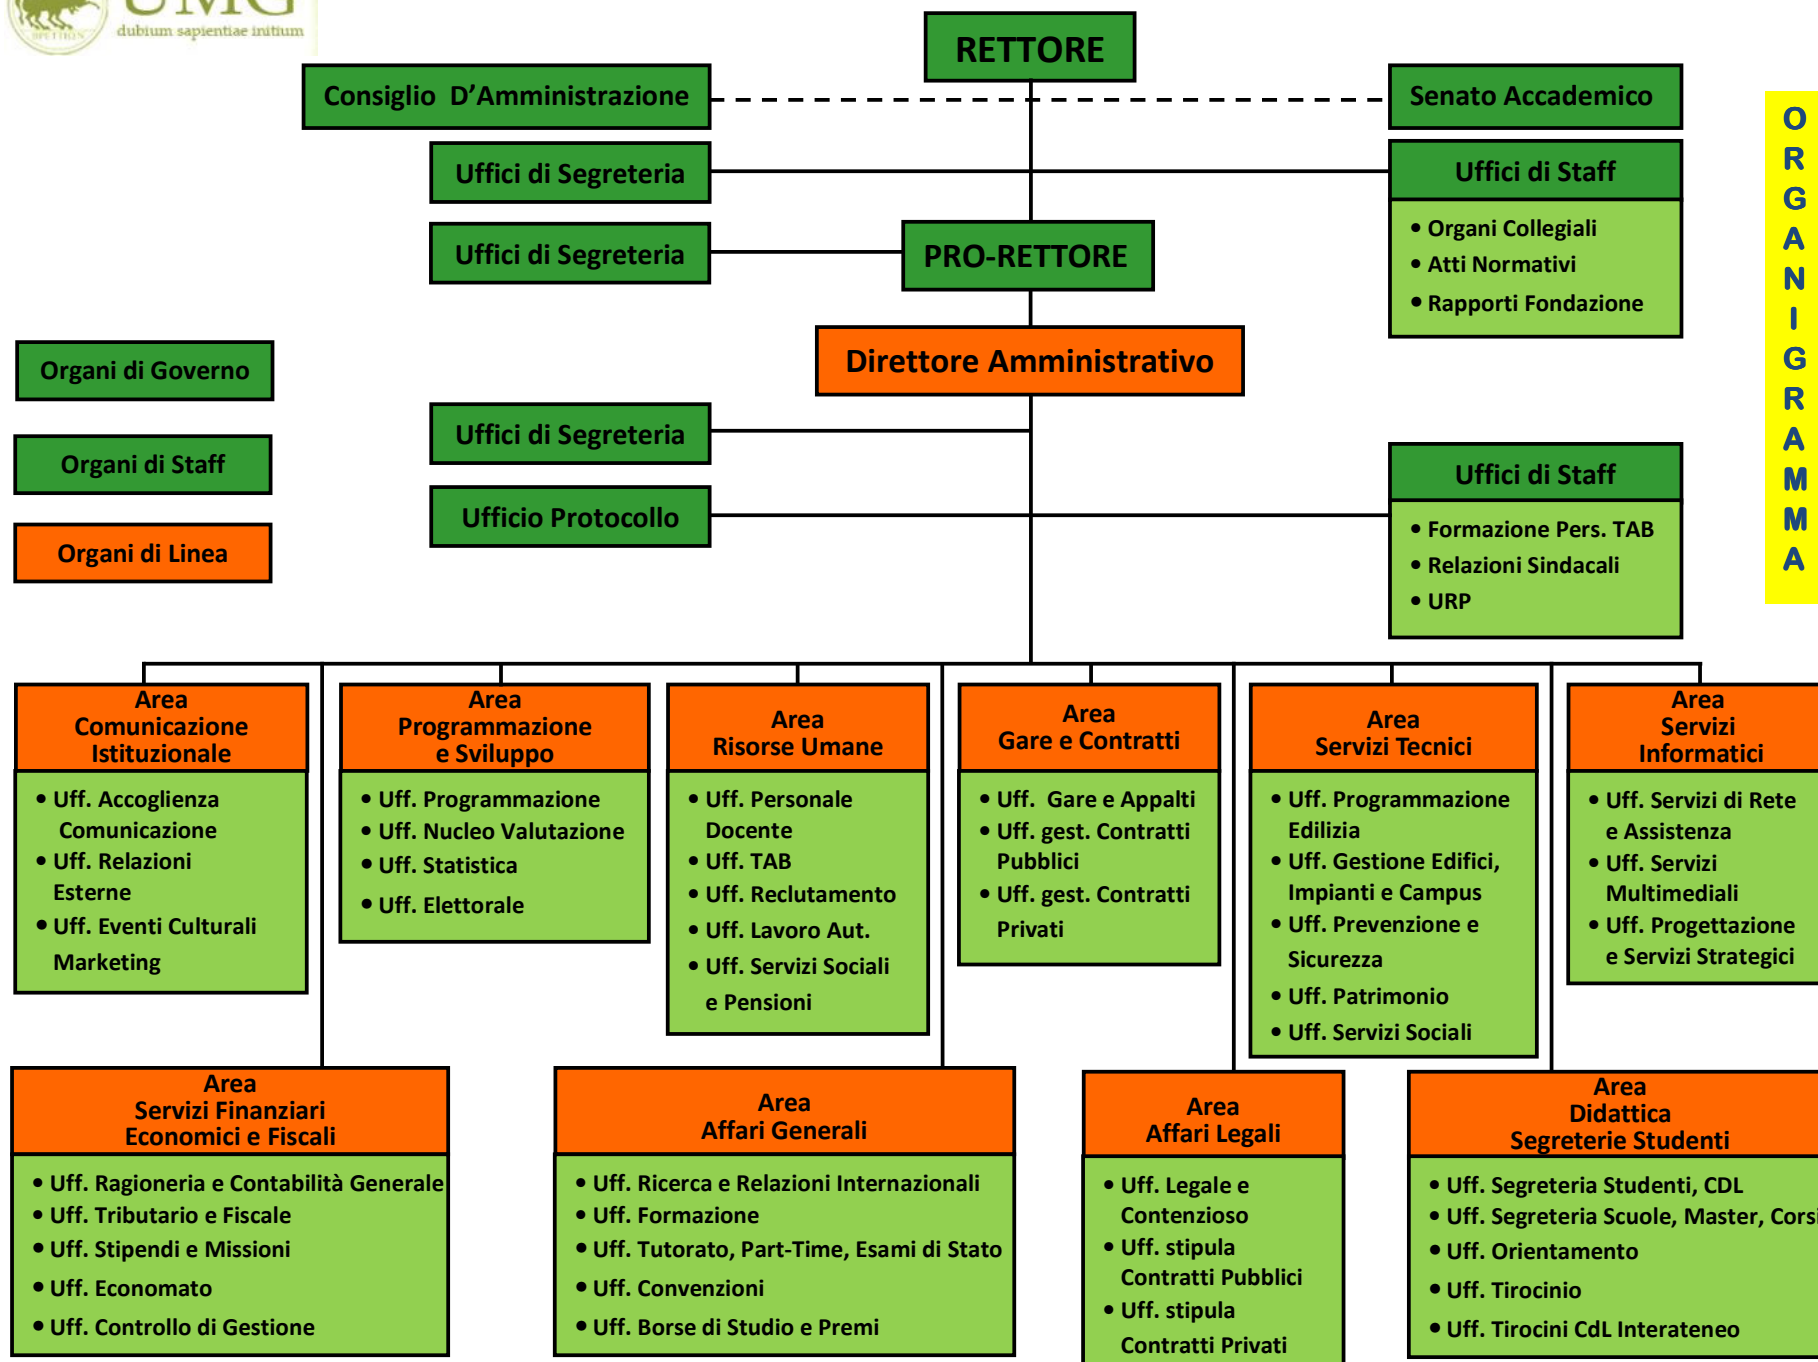 UMG
dubium sapientiae initium
RETTORE
Consiglio D'Amministrazione
Senato Accademico
Uffici di Segreteria
Uffici di Staff
• Organi Collegiali
• Atti Normativi
• Rapporti Fondazione
Uffici di Segreteria
PRO-RETTORE
Direttore Amministrativo
Organi di Governo
Organi di Staff
Organi di Linea
Uffici di Segreteria
Ufficio Protocollo
Uffici di Staff
• Formazione Pers. TAB
• Relazioni Sindacali
• URP
O
R
G
A
N
I
G
R
A
M
M
A
Area
Comunicazione
Istituzionale
• Uff. Accoglienza
Comunicazione
• Uff. Relazioni
Esterne
• Uff. Eventi Culturali
Marketing
Area
Programmazione
e Sviluppo
• Uff. Programmazione
• Uff. Nucleo Valutazione
• Uff. Statistica
• Uff. Elettorale
Area
Risorse Umane
• Uff. Personale
Docente
• Uff. TAB
• Uff. Reclutamento
• Uff. Lavoro Aut.
• Uff. Servizi Sociali
e Pensioni
Area
Gare e Contratti
• Uff. Gare e Appalti
• Uff. gest. Contratti
Pubblici
• Uff. gest. Contratti
Privati
Area
Servizi Tecnici
• Uff. Programmazione
Edilizia
• Uff. Gestione Edifici,
Impianti e Campus
• Uff. Prevenzione e
Sicurezza
• Uff. Patrimonio
• Uff. Servizi Sociali
Area
Servizi
Informatici
• Uff. Servizi di Rete
e Assistenza
• Uff. Servizi
Multimediali
• Uff. Progettazione
e Servizi Strategici
Area
Servizi Finanziari
Economici e Fiscali
• Uff. Ragioneria e Contabilità Generale
• Uff. Tributario e Fiscale
• Uff. Stipendi e Missioni
• Uff. Economato
• Uff. Controllo di Gestione
Area
Affari Generali
• Uff. Ricerca e Relazioni Internazionali
• Uff. Formazione
• Uff. Tutorato, Part-Time, Esami di Stato
• Uff. Convenzioni
• Uff. Borse di Studio e Premi
Area
Affari Legali
• Uff. Legale e
Contenzioso
• Uff. stipula
Contratti Pubblici
• Uff. stipula
Contratti Privati
Area
Didattica
Segreterie Studenti
• Uff. Segreteria Studenti, CDL
• Uff. Segreteria Scuole, Master, Corsi
• Uff. Orientamento
• Uff. Tirocinio
• Uff. Tirocini CdL Interateneo